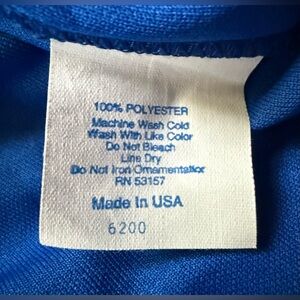 100% POLYESTER
Machine Wash Cold
Wash With Like Color
Do Not Bleach
Line Dry
Do Not Iron Ornamentation
RN 53157
Made In USA
6200